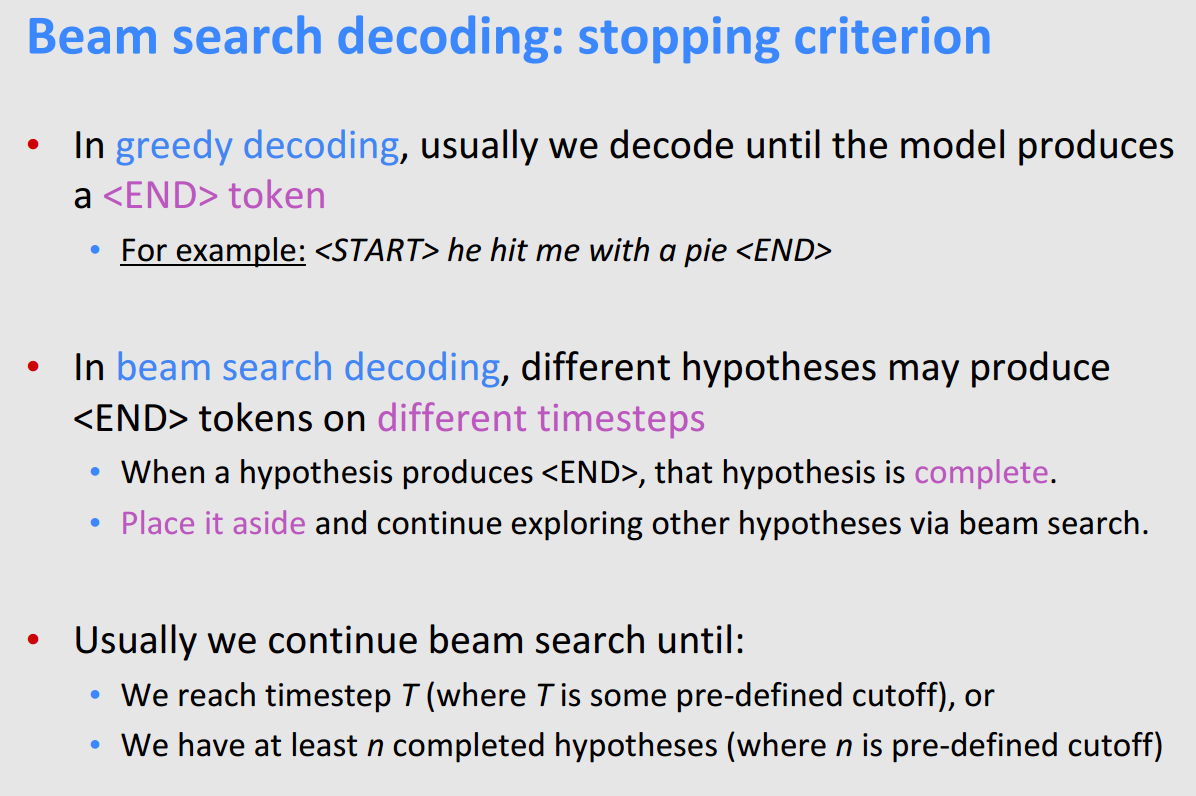 Beam search decoding: stopping criterion
• In greedy decoding, usually we decode until the model produces
a <END> token
• For example: <START> he hit me with a pie <END>
• In beam search decoding, different hypotheses may produce
<END> tokens on different timesteps
• When a hypothesis produces <END>, that hypothesis is complete.
• Place it aside and continue exploring other hypotheses via beam search.
• Usually we continue beam search until:
• We reach timestep T (where T is some pre-defined cutoff), or
• We have at least n completed hypotheses (where n is pre-defined cutoff)